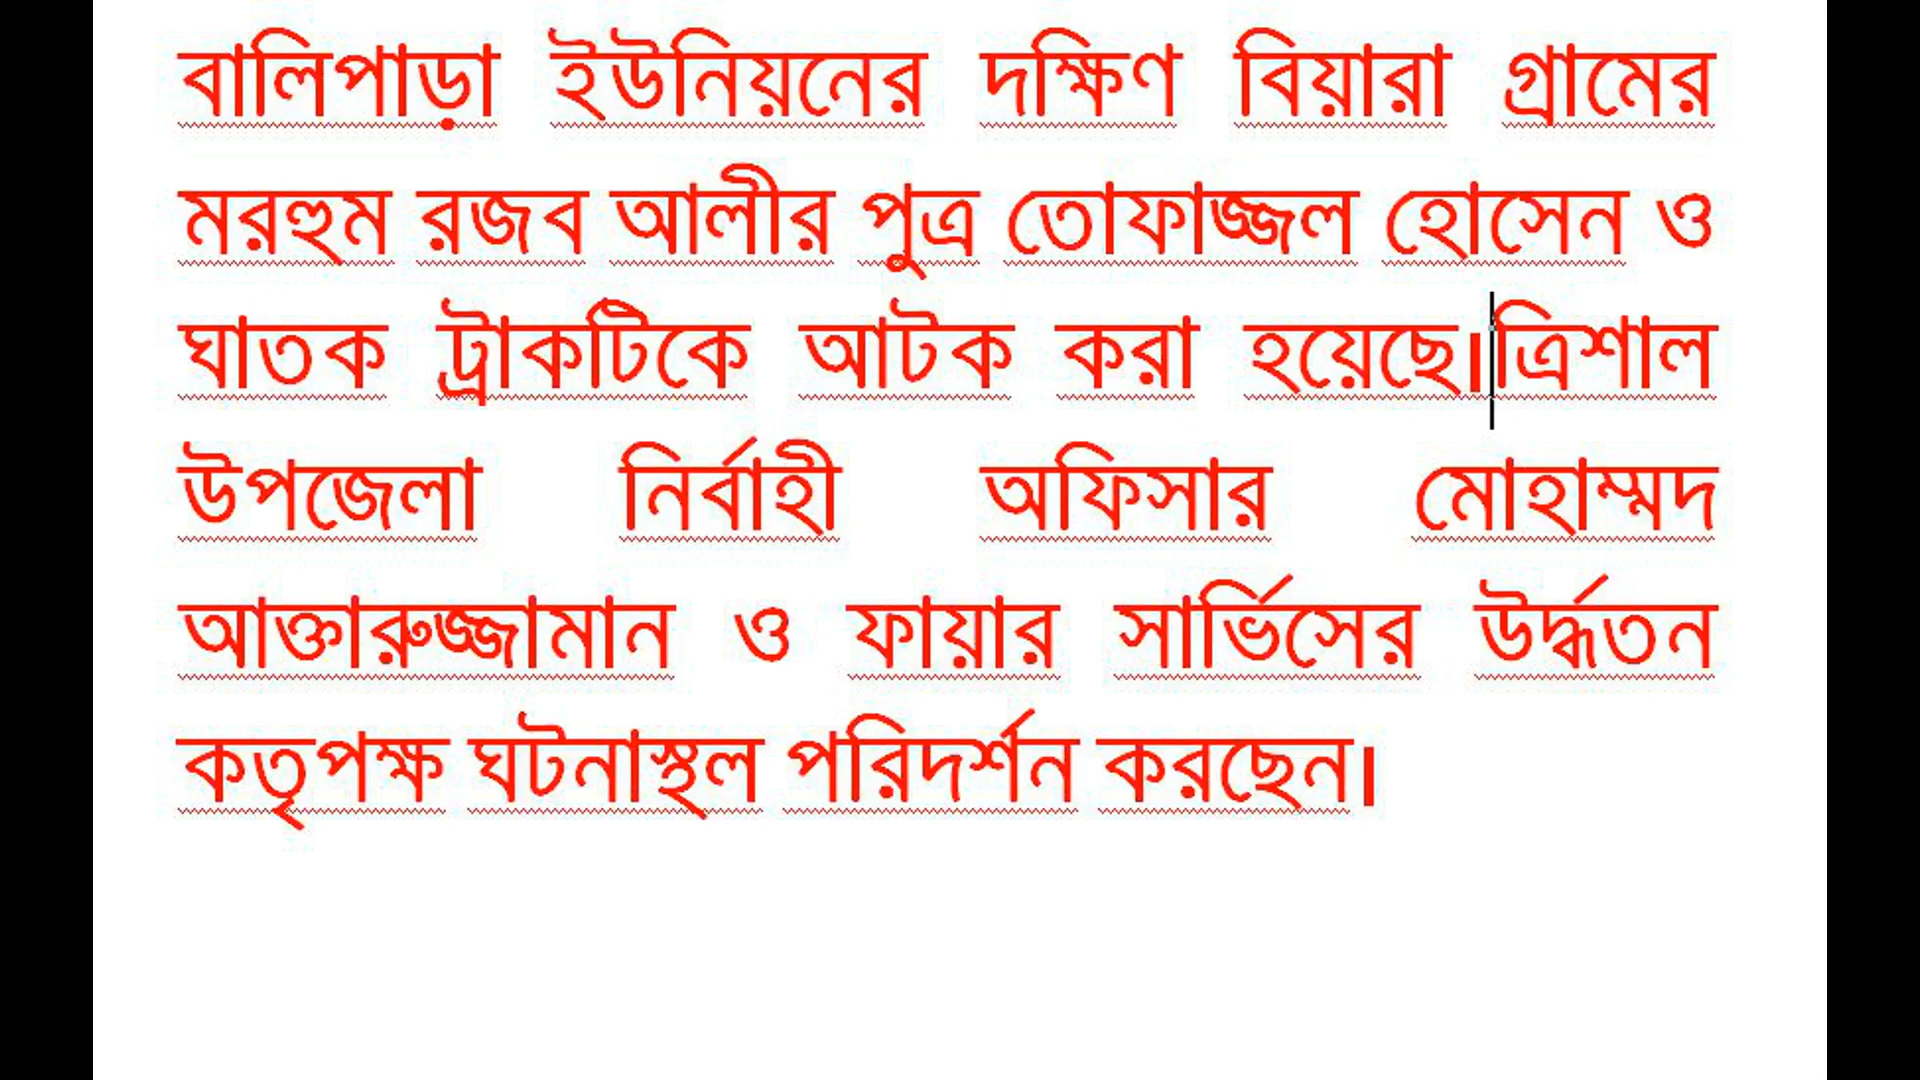 বালিপাড়া ইউনিয়নের দক্ষিণ বিয়ারা গ্রামের
মরহুম রজব আলীর পুত্র তোফাজ্জল হোসেন ও
ঘাতক ট্রাকটিকে আটক করা হয়েছে।ত্রিশাল
উপজেলা নির্বাহী অফিসার মোহাম্মদ
আক্তারুজ্জামান ও ফায়ার সার্ভিসের উর্দ্ধতন
কতৃপক্ষ ঘটনাস্থল পরিদর্শন করছেন।